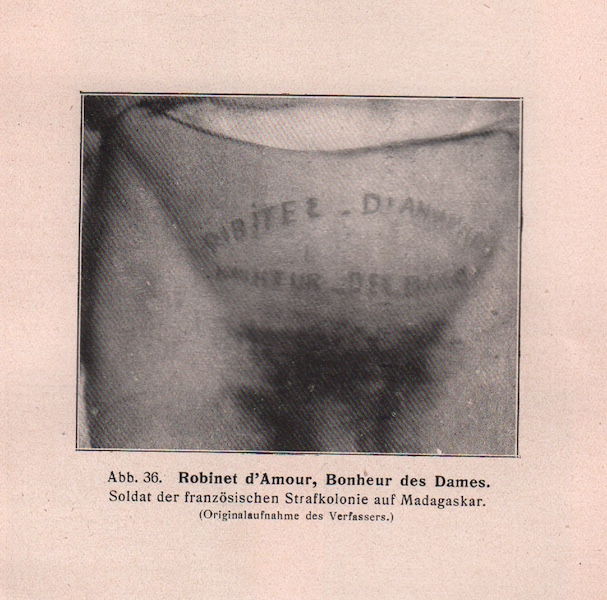 Abb. 36. Robinet d'Amour, Bonheur des Dames.
Soldat der französischen Strafkolonie auf Madagaskar.
(Originalaufnahme des Verfassers.)